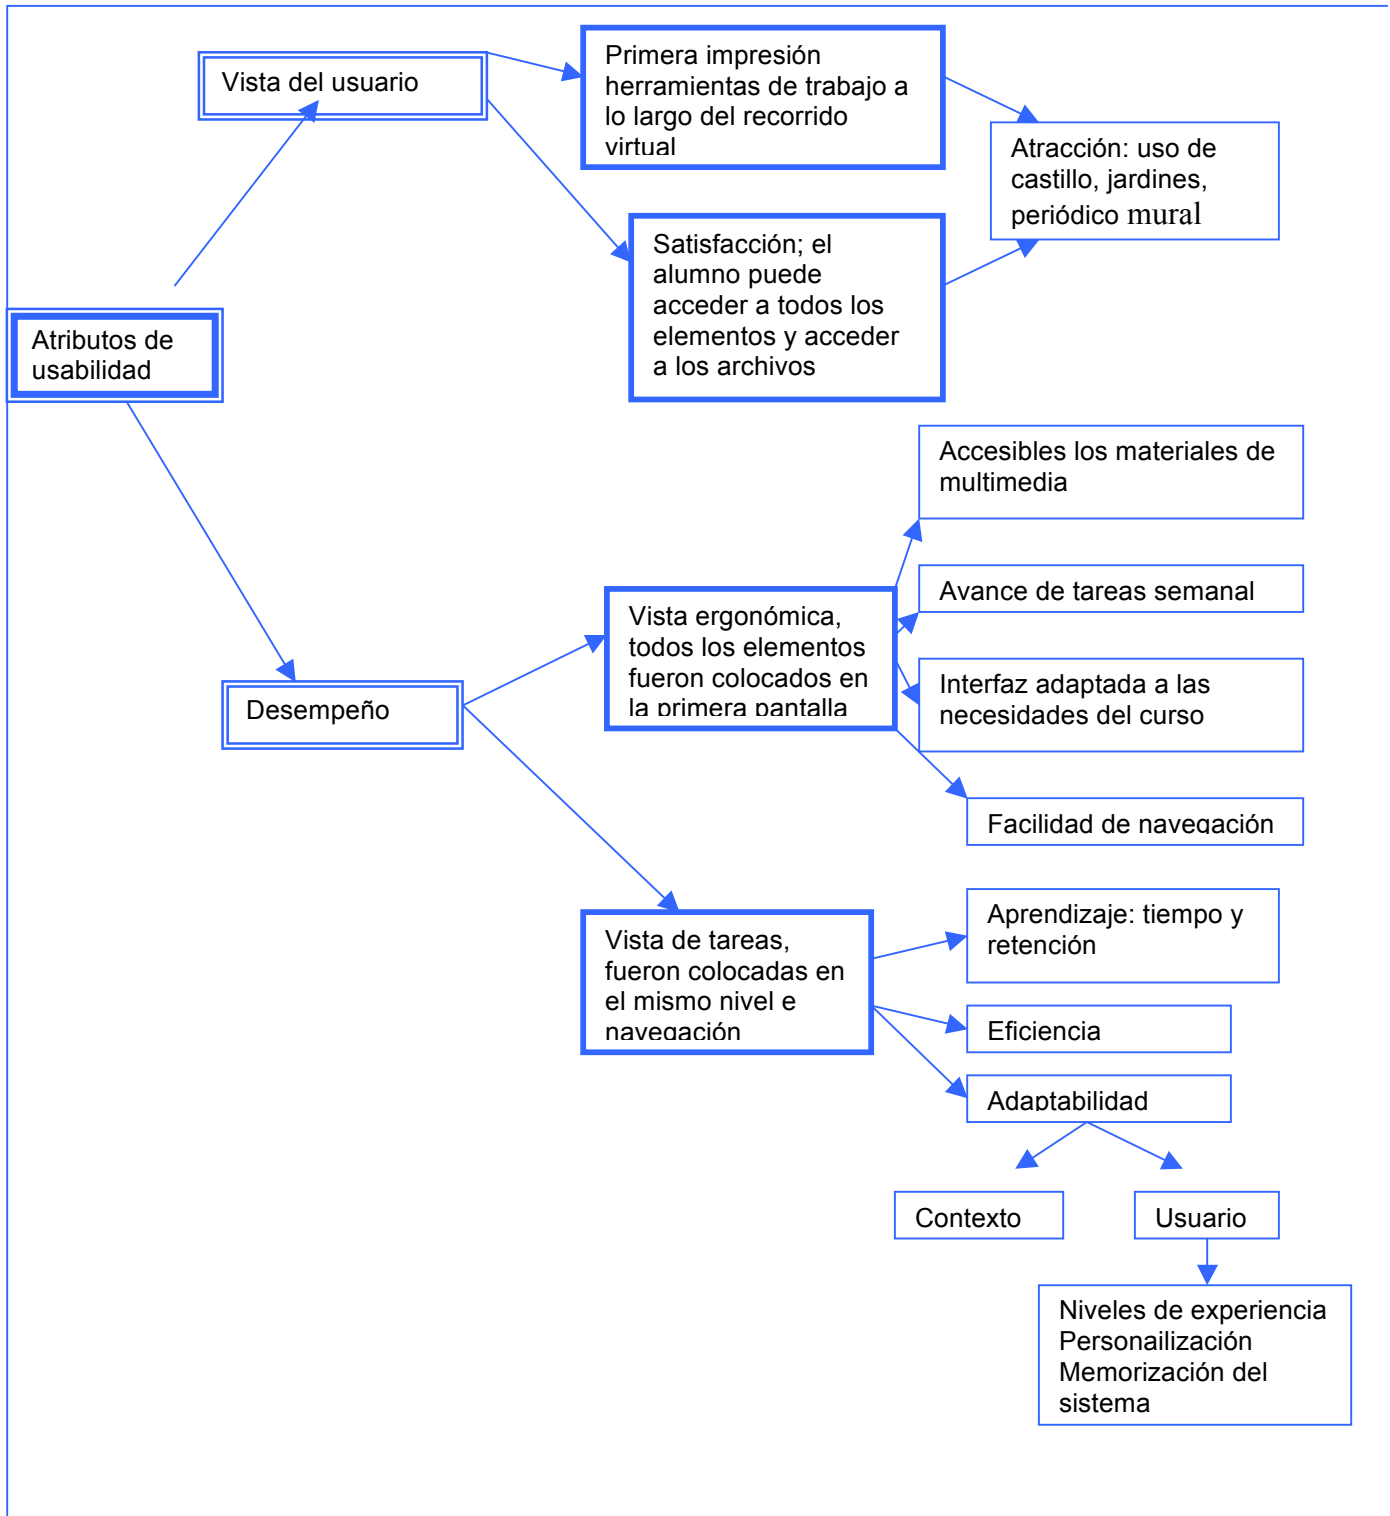 Vista del usuario
Primera impresión
herramientas de trabajo a
lo largo del recorrido
virtual
Atracción: uso de
castillo, jardines,
periódico mural
Satisfacción; el
alumno puede
acceder a todos los
elementos y acceder
a los archivos
Atributos de
usabilidad
Accesibles los materiales de
multimedia
Avance de tareas semanal
Vista ergonómica,
todos los elementos
fueron colocados en
la primera pantalla
Interfaz adaptada a las
necesidades del curso
Desempeño
Facilidad de navegación
Vista de tareas,
fueron colocadas en
el mismo nivel e
navegación
Aprendizaje: tiempo y
retención
Eficiencia
Adaptabilidad
Contexto
Usuario
Niveles de experiencia
Personailización
Memorización del
sistema